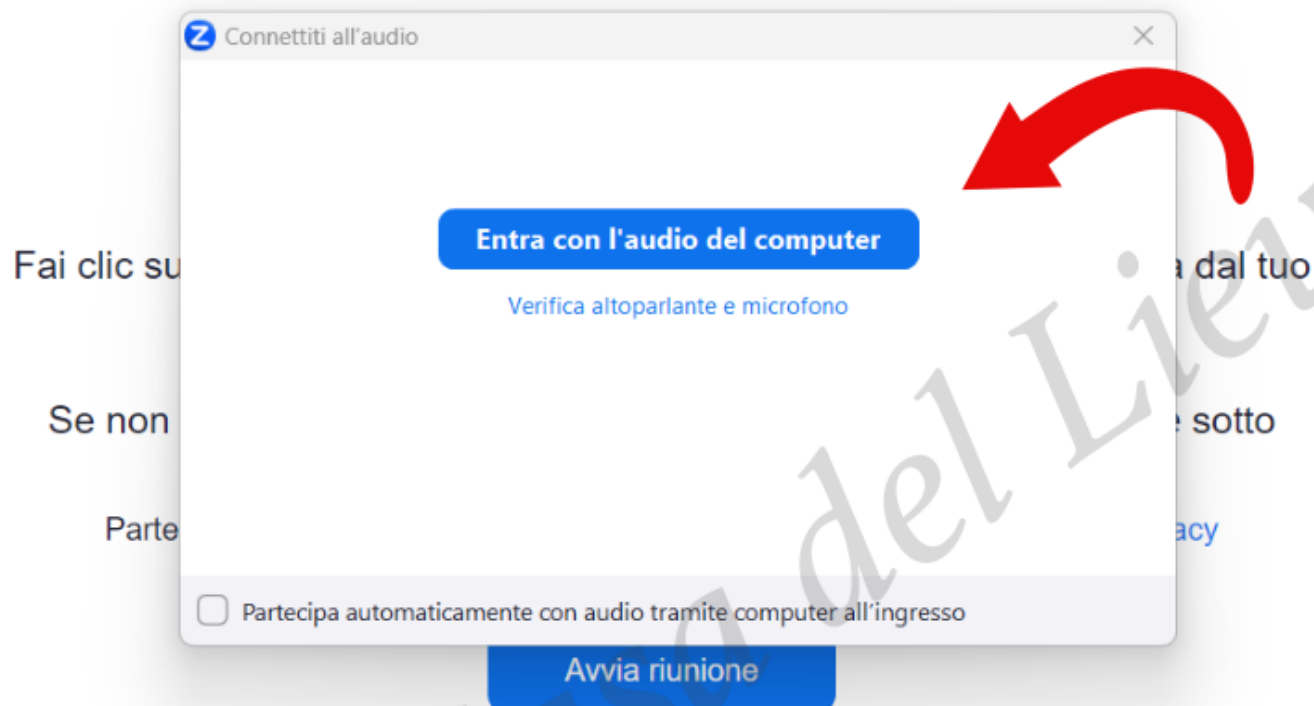 Connettiti all'audio
Entra con l'audio del computer
Fai clic su
dal tuo
Verifica altoparlante e microfono
Se non
sotto
Parte
Partecipa automaticamente con audio tramite computer all'ingresso
Avvia riunione
del